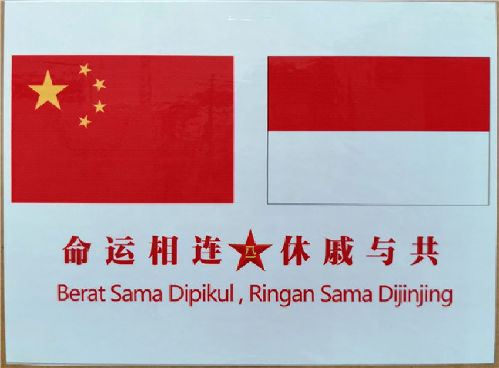 命运相连 休戚与共
Berat Sama Dipikul , Ringan Sama Dijinjing